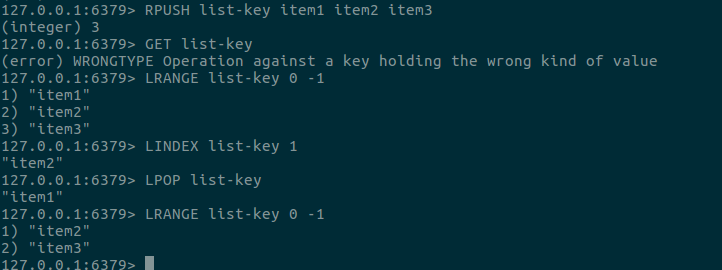 127.0.0.1:6379> RPUSH list-key item1 item2 item3
(integer) 3
127.0.0.1:6379> GET list-key
(error) WRONGTYPE Operation against a key holding the wrong kind of value
127.0.0.1:6379> LRANGE list-key 0 -1
1) "item1"
2) "item2"
3) "item3"
127.0.0.1:6379> LINDEX list-key 1
"item2"
127.0.0.1:6379> LPOP list-key
"item1"
127.0.0.1:6379> LRANGE list-key 0 -1
1) "item2"
2) "item3"
127.0.0.1:6379>